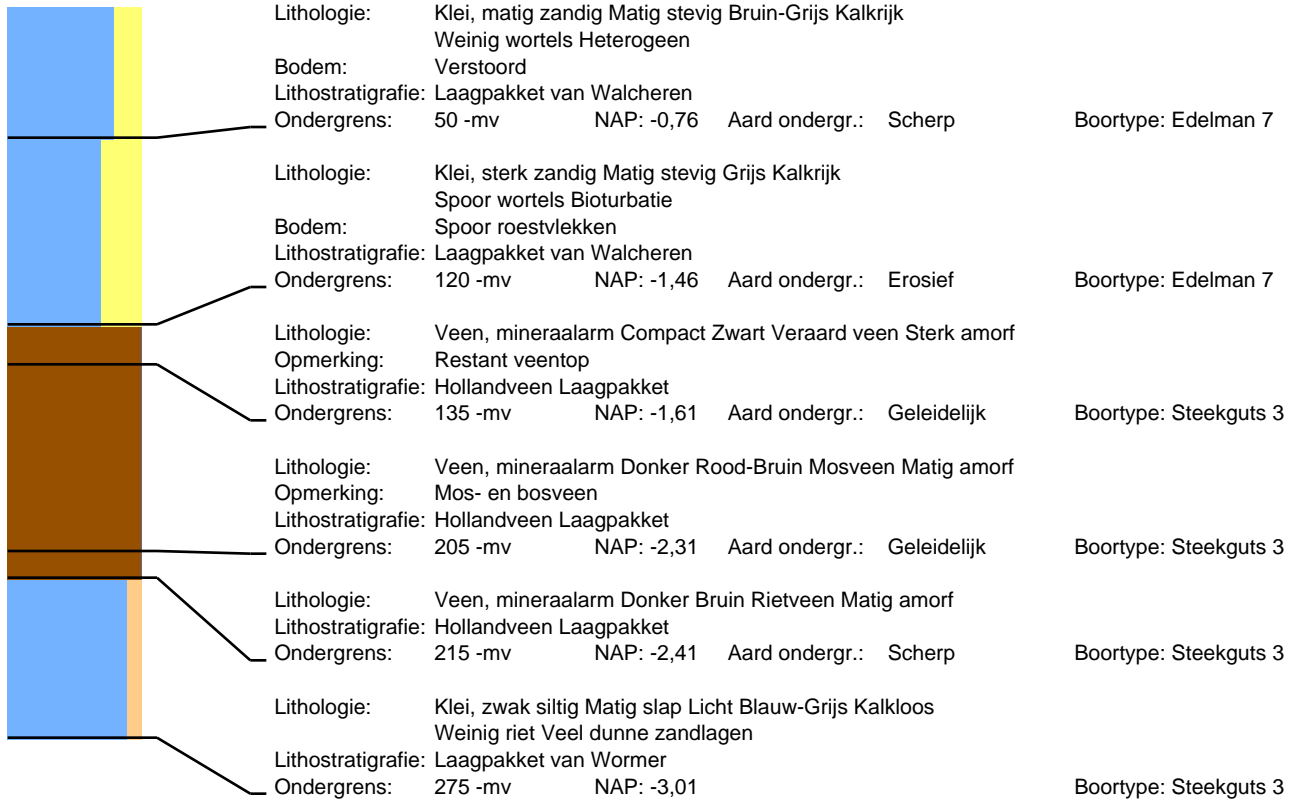 Lithologie: Klei, matig zandig Matig stevig Bruin-Grijs Kalkrijk
Weinig wortels Heterogeen
Bodem: Verstoord
Lithostratigrafie: Laagpakket van Walcheren
Ondergrens: 50 -mv NAP: -0,76 Aard ondergr.: Scherp Boortype: Edelman 7
Lithologie: Klei, sterk zandig Matig stevig Grijs Kalkrijk
Spoor wortels Bioturbatie
Bodem: Spoor roestvlekken
Lithostratigrafie: Laagpakket van Walcheren
Ondergrens: 120 -mv NAP: -1,46 Aard ondergr.: Erosief Boortype: Edelman 7
Lithologie: Veen, mineraalarm Compact Zwart Veraard veen Sterk amorf
Opmerking: Restant veentop
Lithostratigrafie: Hollandveen Laagpakket
Ondergrens: 135 -mv NAP: -1,61 Aard ondergr.: Geleidelijk Boortype: Steekguts 3
Lithologie: Veen, mineraalarm Donker Rood-Bruin Mosveen Matig amorf
Opmerking: Mos- en bosveen
Lithostratigrafie: Hollandveen Laagpakket
Ondergrens: 205 -mv NAP: -2,31 Aard ondergr.: Geleidelijk Boortype: Steekguts 3
Lithologie: Veen, mineraalarm Donker Bruin Rietveen Matig amorf
Lithostratigrafie: Hollandveen Laagpakket
Ondergrens: 215 -mv NAP: -2,41 Aard ondergr.: Scherp Boortype: Steekguts 3
Lithologie: Klei, zwak siltig Matig slap Licht Blauw-Grijs Kalkloos
Weinig riet Veel dunne zandlagen
Lithostratigrafie: Laagpakket van Wormer
Ondergrens: 275 -mv NAP: -3,01 Boortype: Steekguts 3